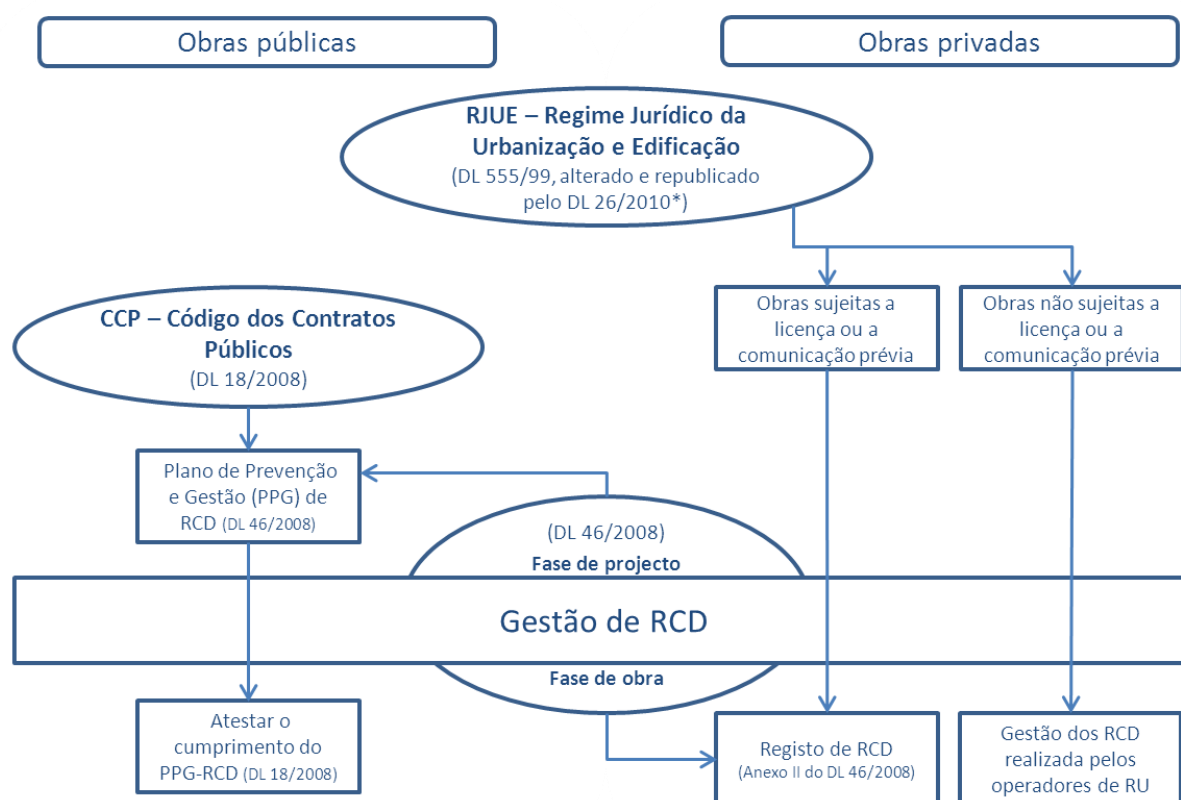 Obras públicas
Obras privadas
RJUE – Regime Jurídico da
Urbanização e Edificação
(DL 555/99, alterado e republicado
pelo DL 26/2010*)
CCP – Código dos Contratos
Públicos
(DL 18/2008)
Obras sujeitas a
licença ou a
comunicação prévia
Obras não sujeitas a
licença ou a
comunicação prévia
Plano de Prevenção
e Gestão (PPG) de
RCD (DL 46/2008)
(DL 46/2008)
Fase de projecto
Gestão de RCD
Fase de obra
Atestar o
cumprimento do
PPG-RCD (DL 18/2008)
Registo de RCD
(Anexo II do DL 46/2008)
Gestão dos RCD
realizada pelos
operadores de RU